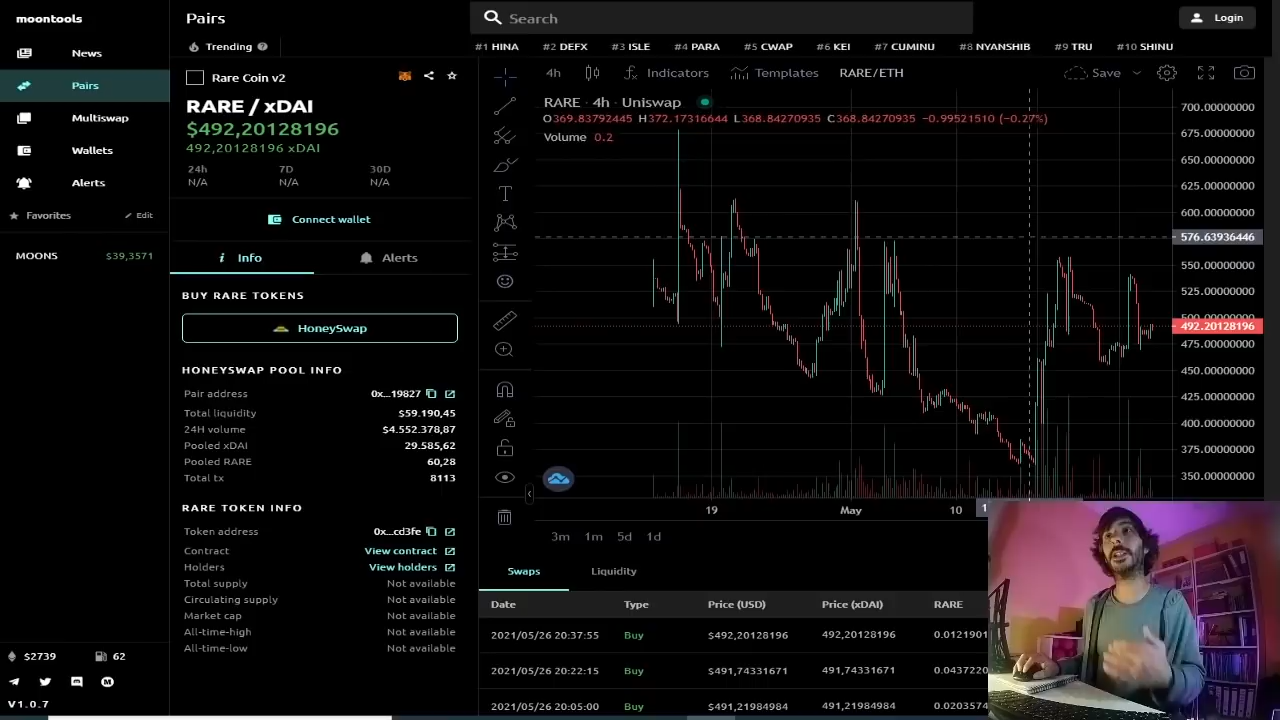 moontools
News
Pairs
Multiswap
Wallets
Alerts
Favorites
Edit
MOONS $39,3571
$2739 62
V1.0.7
Pairs
Search
Login
Trending ?
#1 HINA #2 DEFX #3 ISLE #4 PARA #5 CWAP #6 KEI #7 CUMINU #8 NYANSHIB #9 TRU #10 SHINU
Rare Coin v2
RARE / xDAI
$492,20128196
492,20128196 xDAI
24h 7D 30D
N/A N/A N/A
Connect wallet
Info Alerts
BUY RARE TOKENS
HoneySwap
HONEYSWAP POOL INFO
Pair address 0x...19827
Total liquidity $59.190,45
24H volume $4.552.378,87
Pooled xDAI 29.585,62
Pooled RARE 60,28
Total tx 8113
RARE TOKEN INFO
Token address 0x...cd3fe
Contract View contract
Holders View holders
Total supply Not available
Circulating supply Not available
Market cap Not available
All-time-high Not available
All-time-low Not available
4h Indicators Templates RARE/ETH Save
RARE · 4h · Uniswap
O369.83792445 H372.17316644 L368.84270935 C368.84270935 −0.99521510 (−0.27%)
Volume 0.2
700.00000000
675.00000000
650.00000000
625.00000000
600.00000000
576.63936446
550.00000000
525.00000000
500.00000000
492.20128196
475.00000000
450.00000000
425.00000000
400.00000000
375.00000000
350.00000000
19 May 10
3m 1m 5d 1d
Swaps Liquidity
Date Type Price (USD) Price (xDAI) RARE
2021/05/26 20:37:55 Buy $492,20128196 492,20128196 0.0121901
2021/05/26 20:22:15 Buy $491,74331671 491,74331671 0.0437220
2021/05/26 20:05:00 Buy $491,21984984 491,21984984 0.0203574